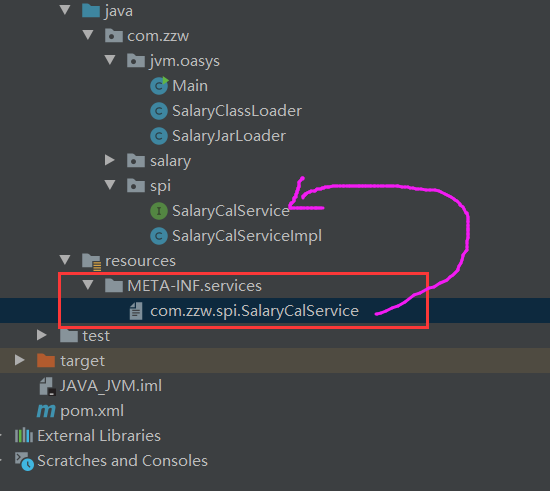 java
com.zzw
jvm.oasys
Main
SalaryClassLoader
SalaryJarLoader
salary
spi
SalaryCalService
SalaryCalServiceImpl
resources
META-INF.services
com.zzw.spi.SalaryCalService
test
target
JAVA_JVM.iml
pom.xml
External Libraries
Scratches and Consoles